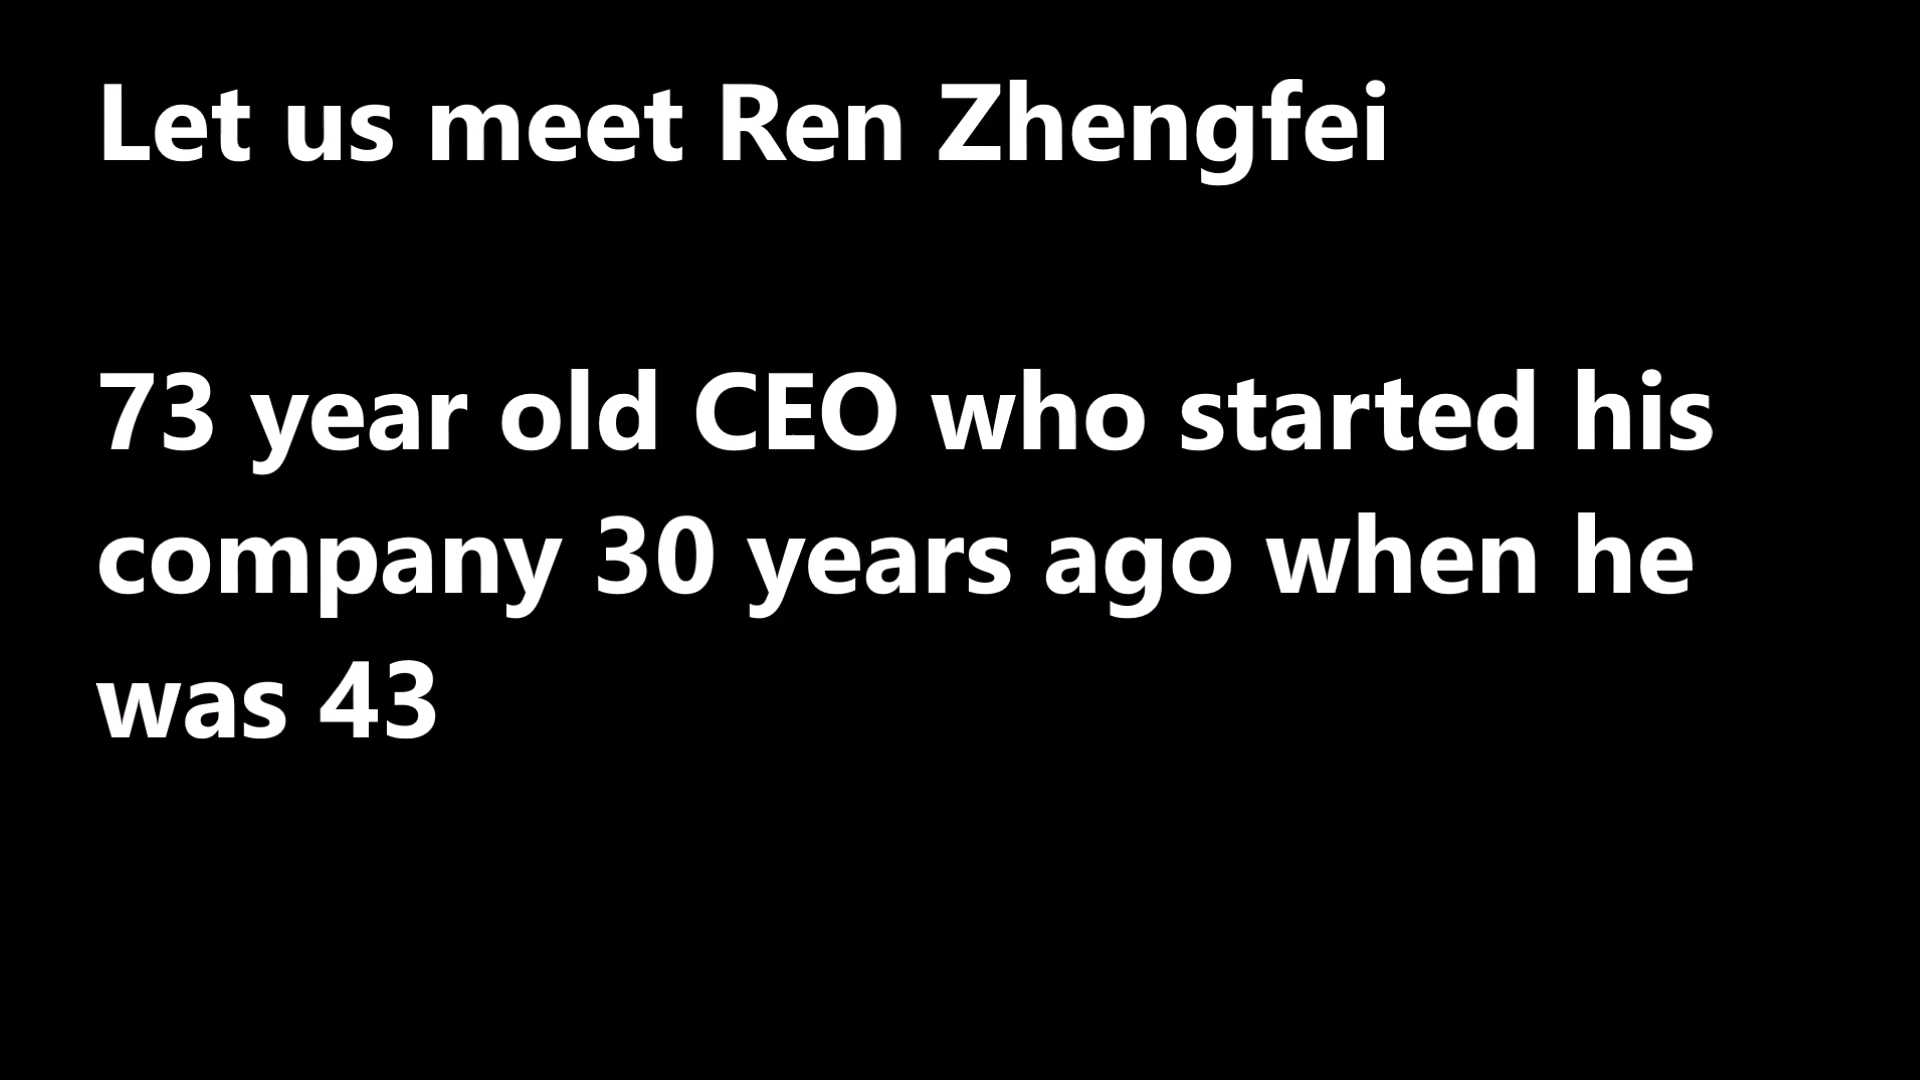 Let us meet Ren Zhengfei
73 year old CEO who started his
company 30 years ago when he
was 43